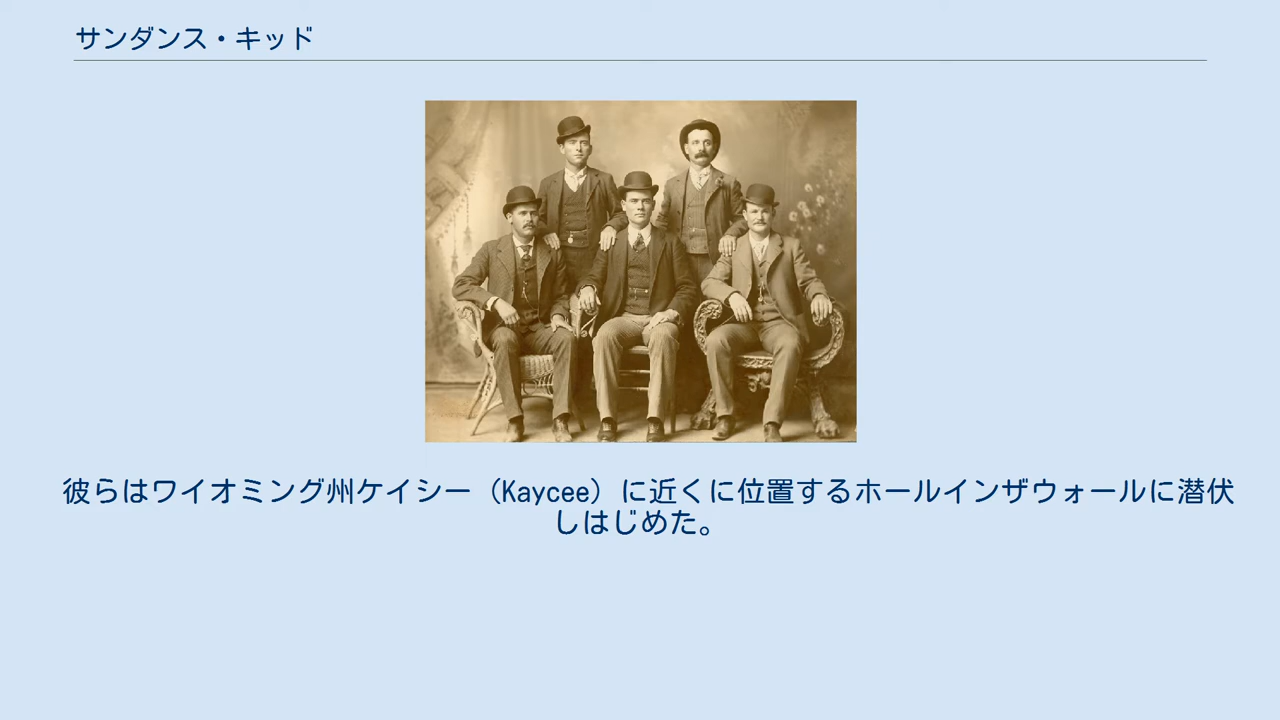 サンダンス・キッド
彼らはワイオミング州ケイシー（Kaycee）に近くに位置するホールインザウォールに潜伏
しはじめた。